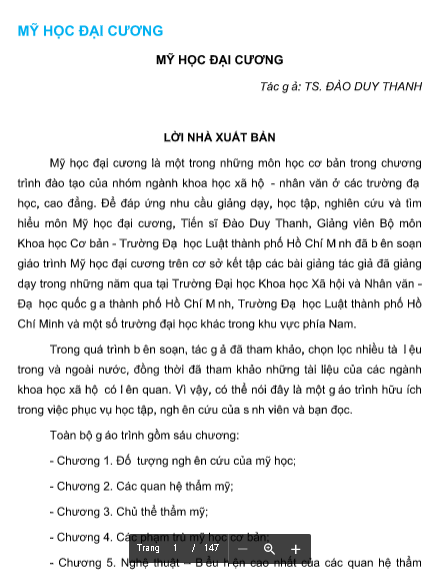 MỸ HỌC ĐẠI CƯƠNG
MỸ HỌC ĐẠI CƯƠNG
Tác g ả: TS. ĐÀO DUY THANH
LỜI NHÀ XUẤT BẢN
Mỹ học đại cương là một trong những môn học cơ bản trong chương
trình đào tạo của nhóm ngành khoa học xã hộ - nhân văn ở các trường đạ
học, cao đẳng. Để đáp ứng nhu cầu giảng dạy, học tập, nghiên cứu và tìm
hiểu môn Mỹ học đại cương, Tiến sĩ Đào Duy Thanh, Giảng viên Bộ môn
Khoa học Cơ bản - Trường Đạ học Luật thành phố Hồ Chí M nh đã b ên soạn
giáo trình Mỹ học đại cương trên cơ sở kết tập các bài giảng tác giả đã giảng
dạy trong những năm qua tại Trường Đại học Khoa học Xã hội và Nhân văn -
Đạ học quốc g a thành phố Hồ Chí M nh, Trường Đạ học Luật thành phố Hồ
Chí Minh và một số trường đại học khác trong khu vực phía Nam.
Trong quá trình b ên soạn, tác g ả đã tham khảo, chọn lọc nhiều tà l ệu
trong và ngoài nước, đồng thời đã tham khảo những tài liệu của các ngành
khoa học xã hộ có l ên quan. Vì vậy, có thể nói đây là một g áo trình hữu ích
trong việc phục vụ học tập, ngh ên cứu của s nh viên và bạn đọc.
Toàn bộ g áo trình gồm sáu chương:
- Chương 1. Đố tượng ngh ên cứu của mỹ học;
- Chương 2. Các quan hệ thẩm mỹ;
- Chương 3. Chủ thể thẩm mỹ;
- Chương 4. Các phạm trù mỹ học cơ bản;
Trang 1 / 147 — +
- Chương 5. Nghệ thuật – B ểu h ện cao nhất của các quan hệ thẩm